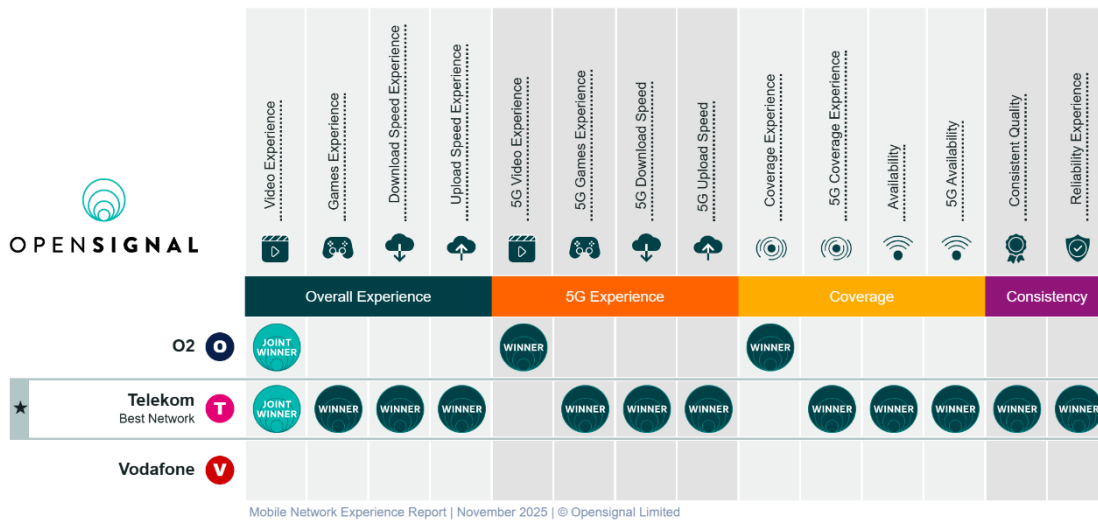 Video Experience
Games Experience
Download Speed Experience
Upload Speed Experience
5G Video Experience
5G Games Experience
5G Download Speed
5G Upload Speed
Coverage Experience
5G Coverage Experience
Availability
5G Availability
Consistent Quality
Reliability Experience
OPENSIGNAL
Overall Experience 5G Experience Coverage Consistency
O2 O JOINT WINNER WINNER WINNER
Telekom
Best Network
T JOINT WINNER WINNER WINNER WINNER WINNER WINNER WINNER WINNER WINNER WINNER WINNER WINNER
Vodafone V
Mobile Network Experience Report | November 2025 | © Opensignal Limited